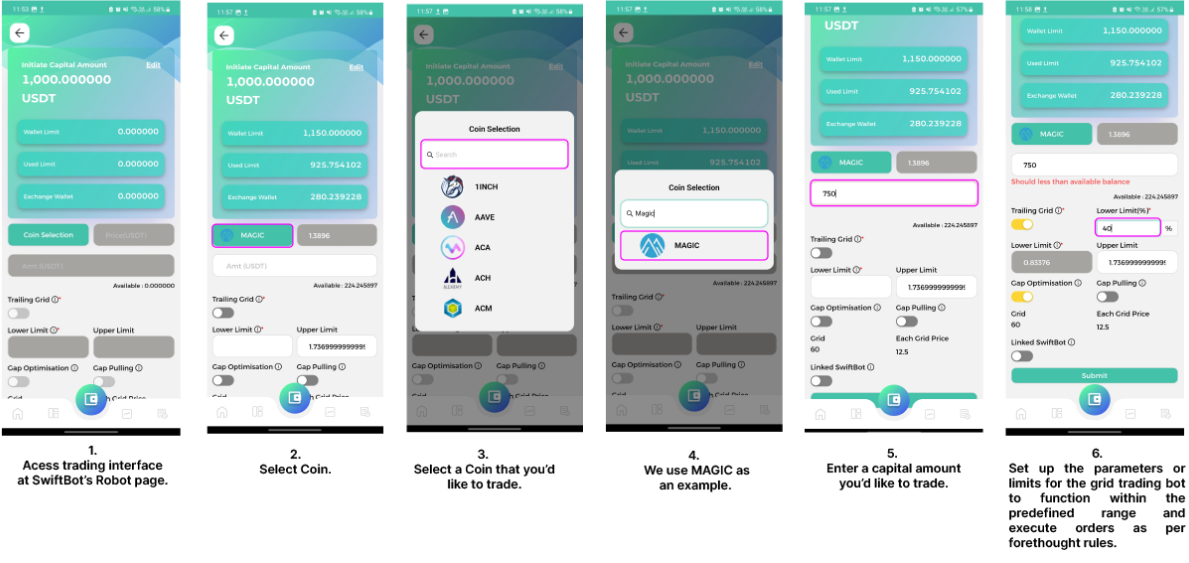 11:53
58%
Initiate Capital Amount
Edit
1,000.000000
USDT
Wallet Limit
0.000000
Used Limit
0.000000
Exchange Wallet
0.000000
Coin Selection
Price(USDT)
Amt (USDT)
Available : 0.000000
Trailing Grid ⓘ*
Lower Limit ⓘ*
Upper Limit
Gap Optimisation ⓘ
Gap Pulling ⓘ
1.
Acess trading interface
at SwiftBot's Robot page.
11:57
58%
Initiate Capital Amount
Edit
1,000.000000
USDT
Wallet Limit
1,150.000000
Used Limit
925.754102
Exchange Wallet
280.239228
MAGIC
1.3896
Amt (USDT)
Available : 224.245897
Trailing Grid ⓘ*
Lower Limit ⓘ*
Upper Limit
1.736999999999!
Gap Optimisation ⓘ
Gap Pulling ⓘ
2.
Select Coin.
11:57
58%
Initiate Capital Amount
Edit
1,000.000000
USDT
Coin Selection
Search
1INCH
AAVE
ACA
ACH
ALCHEMY
ACM
Gap Optimisation ⓘ
Gap Pulling ⓘ
3.
Select a Coin that you'd
like to trade.
11:57
58%
Initiate Capital Amount
Edit
1,000.000000
USDT
Wallet Limit
1,150.000000
Used Limit
925.754102
Coin Selection
Magic
MAGIC
Available : 224.245897
Trailing Grid ⓘ*
Lower Limit ⓘ*
Upper Limit
Gap Optimisation ⓘ
Gap Pulling ⓘ
4.
We use MAGIC as
an example.
11:57
57%
USDT
Wallet Limit
1,150.000000
Used Limit
925.754102
Exchange Wallet
280.239228
MAGIC
1.3896
750
Available : 224.245897
Trailing Grid ⓘ*
Lower Limit ⓘ*
Upper Limit
1.736999999999!
Gap Optimisation ⓘ
Gap Pulling ⓘ
Grid
60
Each Grid Price
12.5
Linked SwiftBot ⓘ
5.
Enter a capital amount
you'd like to trade.
11:58
57%
Wallet Limit
1,150.000000
Used Limit
925.754102
Exchange Wallet
280.239228
MAGIC
1.3896
750
Should less than available balance
Available : 224.245897
Trailing Grid ⓘ*
Lower Limit(%)*
40
%
Lower Limit ⓘ*
Upper Limit
0.83376
1.736999999999!
Gap Optimisation ⓘ
Gap Pulling ⓘ
Grid
60
Each Grid Price
12.5
Linked SwiftBot ⓘ
Submit
6.
Set up the parameters or
limits for the grid trading bot
to function within the
predefined range and
execute orders as per
forethought rules.